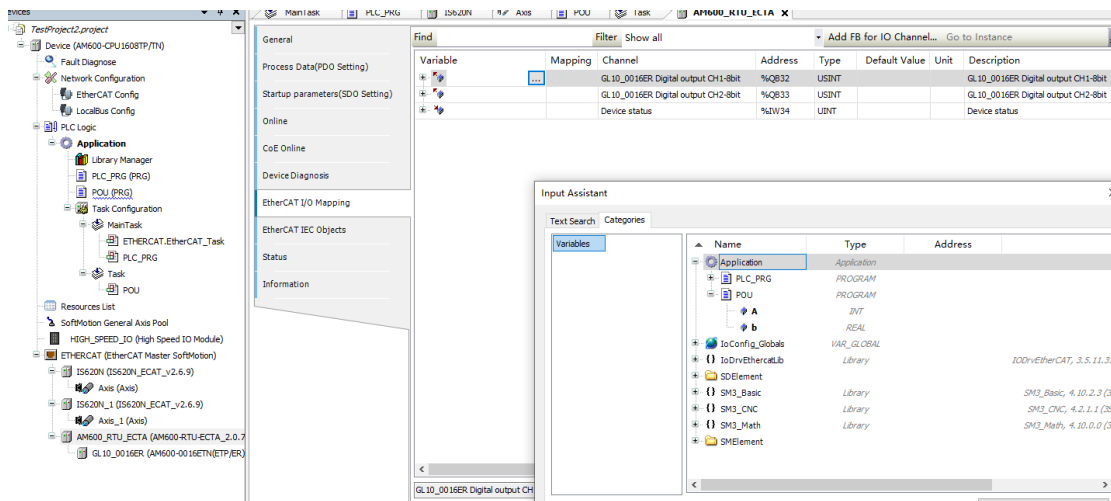 evices
MainTask PLC_PRG IS620N Axis POU Task AM600_RTU_ECTA X
TestProject2.project
Device (AM600-CPU1608TP/TN)
Fault Diagnose
Network Configuration
EtherCAT Config
LocalBus Config
PLC Logic
Application
Library Manager
PLC_PRG (PRG)
POU (PRG)
Task Configuration
MainTask
ETHERCAT.EtherCAT_Task
PLC_PRG
Task
POU
Resources List
SoftMotion General Axis Pool
HIGH_SPEED_IO (High Speed IO Module)
ETHERCAT (EtherCAT Master SoftMotion)
IS620N (IS620N_ECAT_v2.6.9)
Axis (Axis)
IS620N_1 (IS620N_ECAT_v2.6.9)
Axis_1 (Axis)
AM600_RTU_ECTA (AM600-RTU-ECTA_2.0.7
GL10_0016ER (AM600-0016ETN(ETP/ER)
General
Process Data(PDO Setting)
Startup parameters(SDO Setting)
Online
CoE Online
Device Diagnosis
EtherCAT I/O Mapping
EtherCAT IEC Objects
Status
Information
Find Filter Show all Add FB for IO Channel... Go to Instance
Variable Mapping Channel Address Type Default Value Unit Description
... GL10_0016ER Digital output CH1-8bit %QB32 USINT GL10_0016ER Digital output CH1-8bit
GL10_0016ER Digital output CH2-8bit %QB33 USINT GL10_0016ER Digital output CH2-8bit
Device status %IW34 UINT Device status
Input Assistant
Text Search Categories
Variables
Name Type Address
Application Application
PLC_PRG PROGRAM
POU PROGRAM
A INT
b REAL
IoConfig_Globals VAR_GLOBAL
IoDrvEthercatLib Library IODrvEtherCAT, 3.5.11.3
SDElement
SM3_Basic Library SM3_Basic, 4.10.2.3 (3
SM3_CNC Library SM3_CNC, 4.2.1.1 (3S
SM3_Math Library SM3_Math, 4.10.0.0 (3
SMElement
GL10_0016ER Digital output CH